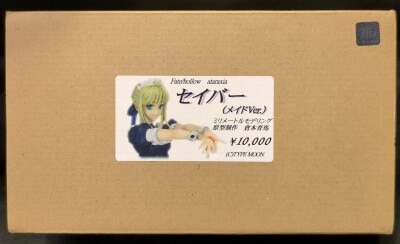 Fate/hollow ataraxia
セイバー
(メイドVer.)
ミリメートルモデリング
原型制作 倉本育馬
￥10,000
(C)TYPE MOON